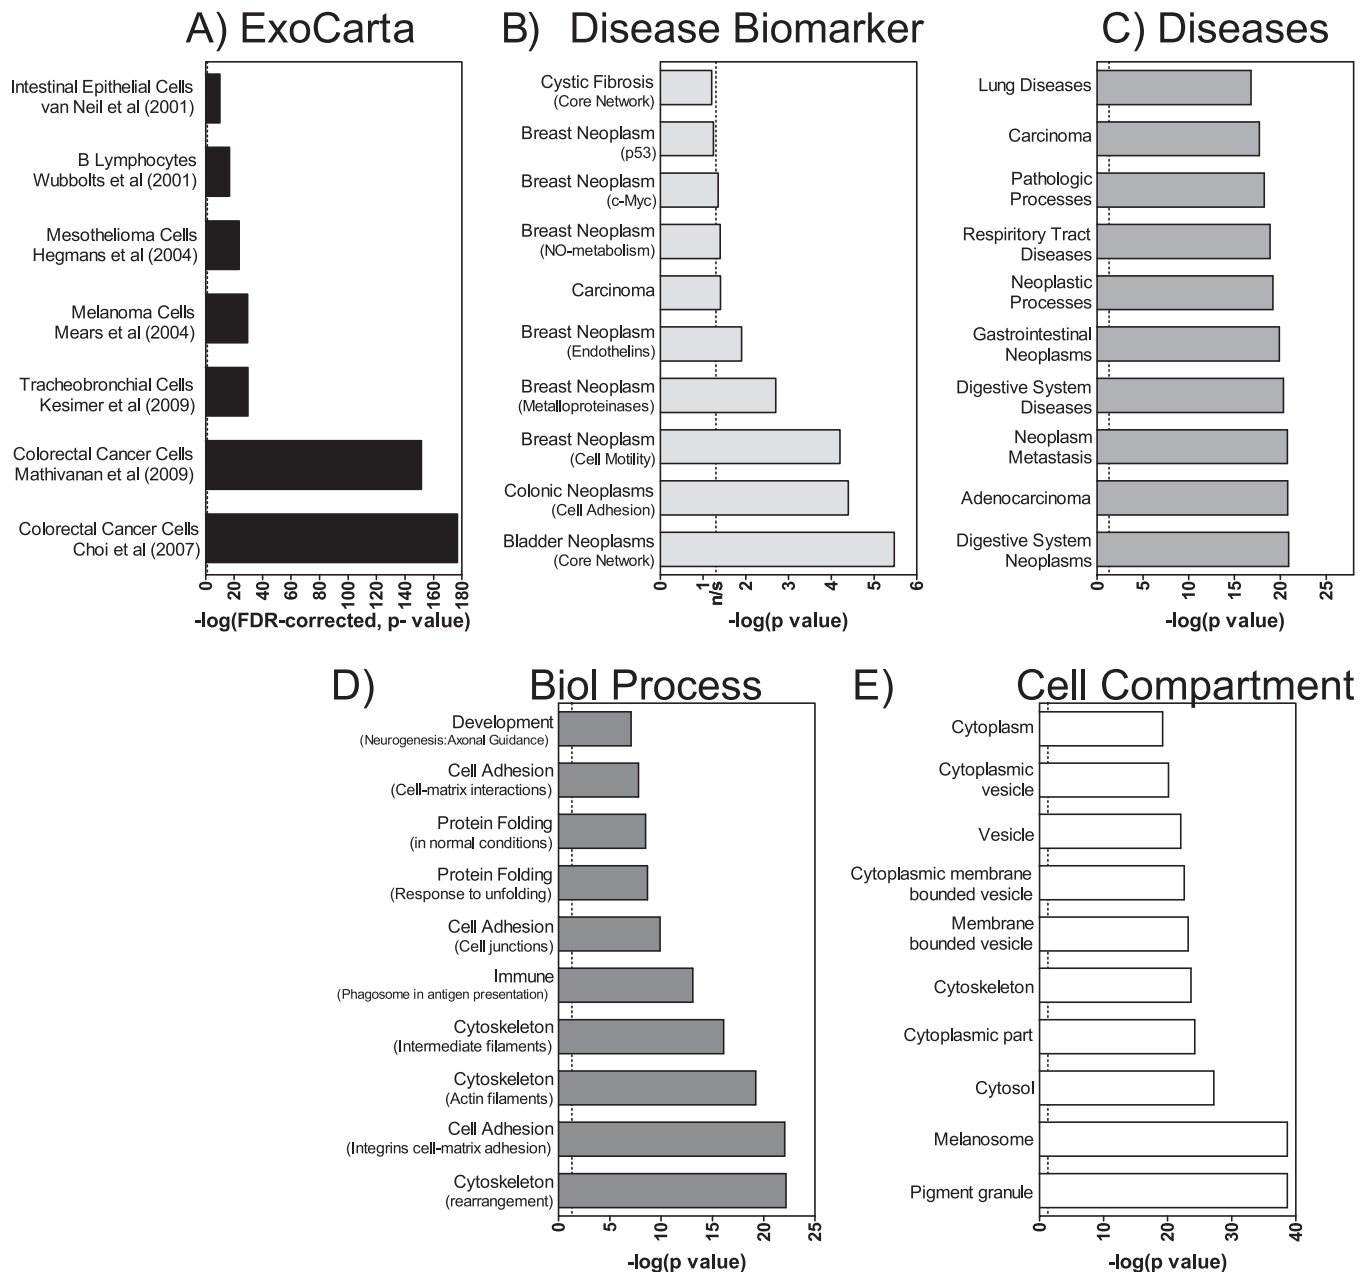 A) ExoCarta
Intestinal Epithelial Cells
van Neil et al (2001)
B Lymphocytes
Wubbolts et al (2001)
Mesothelioma Cells
Hegmans et al (2004)
Melanoma Cells
Mears et al (2004)
Tracheobronchial Cells
Kesimer et al (2009)
Colorectal Cancer Cells
Mathivanan et al (2009)
Colorectal Cancer Cells
Choi et al (2007)
0 20 40 60 80 100 120 140 160 180
-log(FDR-corrected, p- value)
B) Disease Biomarker
Cystic Fibrosis
(Core Network)
Breast Neoplasm
(p53)
Breast Neoplasm
(c-Myc)
Breast Neoplasm
(NO-metabolism)
Carcinoma
Breast Neoplasm
(Endothelins)
Breast Neoplasm
(Metalloproteinases)
Breast Neoplasm
(Cell Motility)
Colonic Neoplasms
(Cell Adhesion)
Bladder Neoplasms
(Core Network)
0 1 n/s 2 3 4 5 6
-log(p value)
C) Diseases
Lung Diseases
Carcinoma
Pathologic
Processes
Respiritory Tract
Diseases
Neoplastic
Processes
Gastrointestinal
Neoplasms
Digestive System
Diseases
Neoplasm
Metastasis
Adenocarcinoma
Digestive System
Neoplasms
0 5 10 15 20 25
-log(p value)
D) Biol Process
Development
(Neurogenesis:Axonal Guidance)
Cell Adhesion
(Cell-matrix interactions)
Protein Folding
(in normal conditions)
Protein Folding
(Response to unfolding)
Cell Adhesion
(Cell junctions)
Immune
(Phagosome in antigen presentation)
Cytoskeleton
(Intermediate filaments)
Cytoskeleton
(Actin filaments)
Cell Adhesion
(Integrins cell-matrix adhesion)
Cytoskeleton
(rearrangement)
0 5 10 15 20 25
-log(p value)
E) Cell Compartment
Cytoplasm
Cytoplasmic
vesicle
Vesicle
Cytoplasmic membrane
bounded vesicle
Membrane
bounded vesicle
Cytoskeleton
Cytoplasmic part
Cytosol
Melanosome
Pigment granule
0 10 20 30 40
-log(p value)